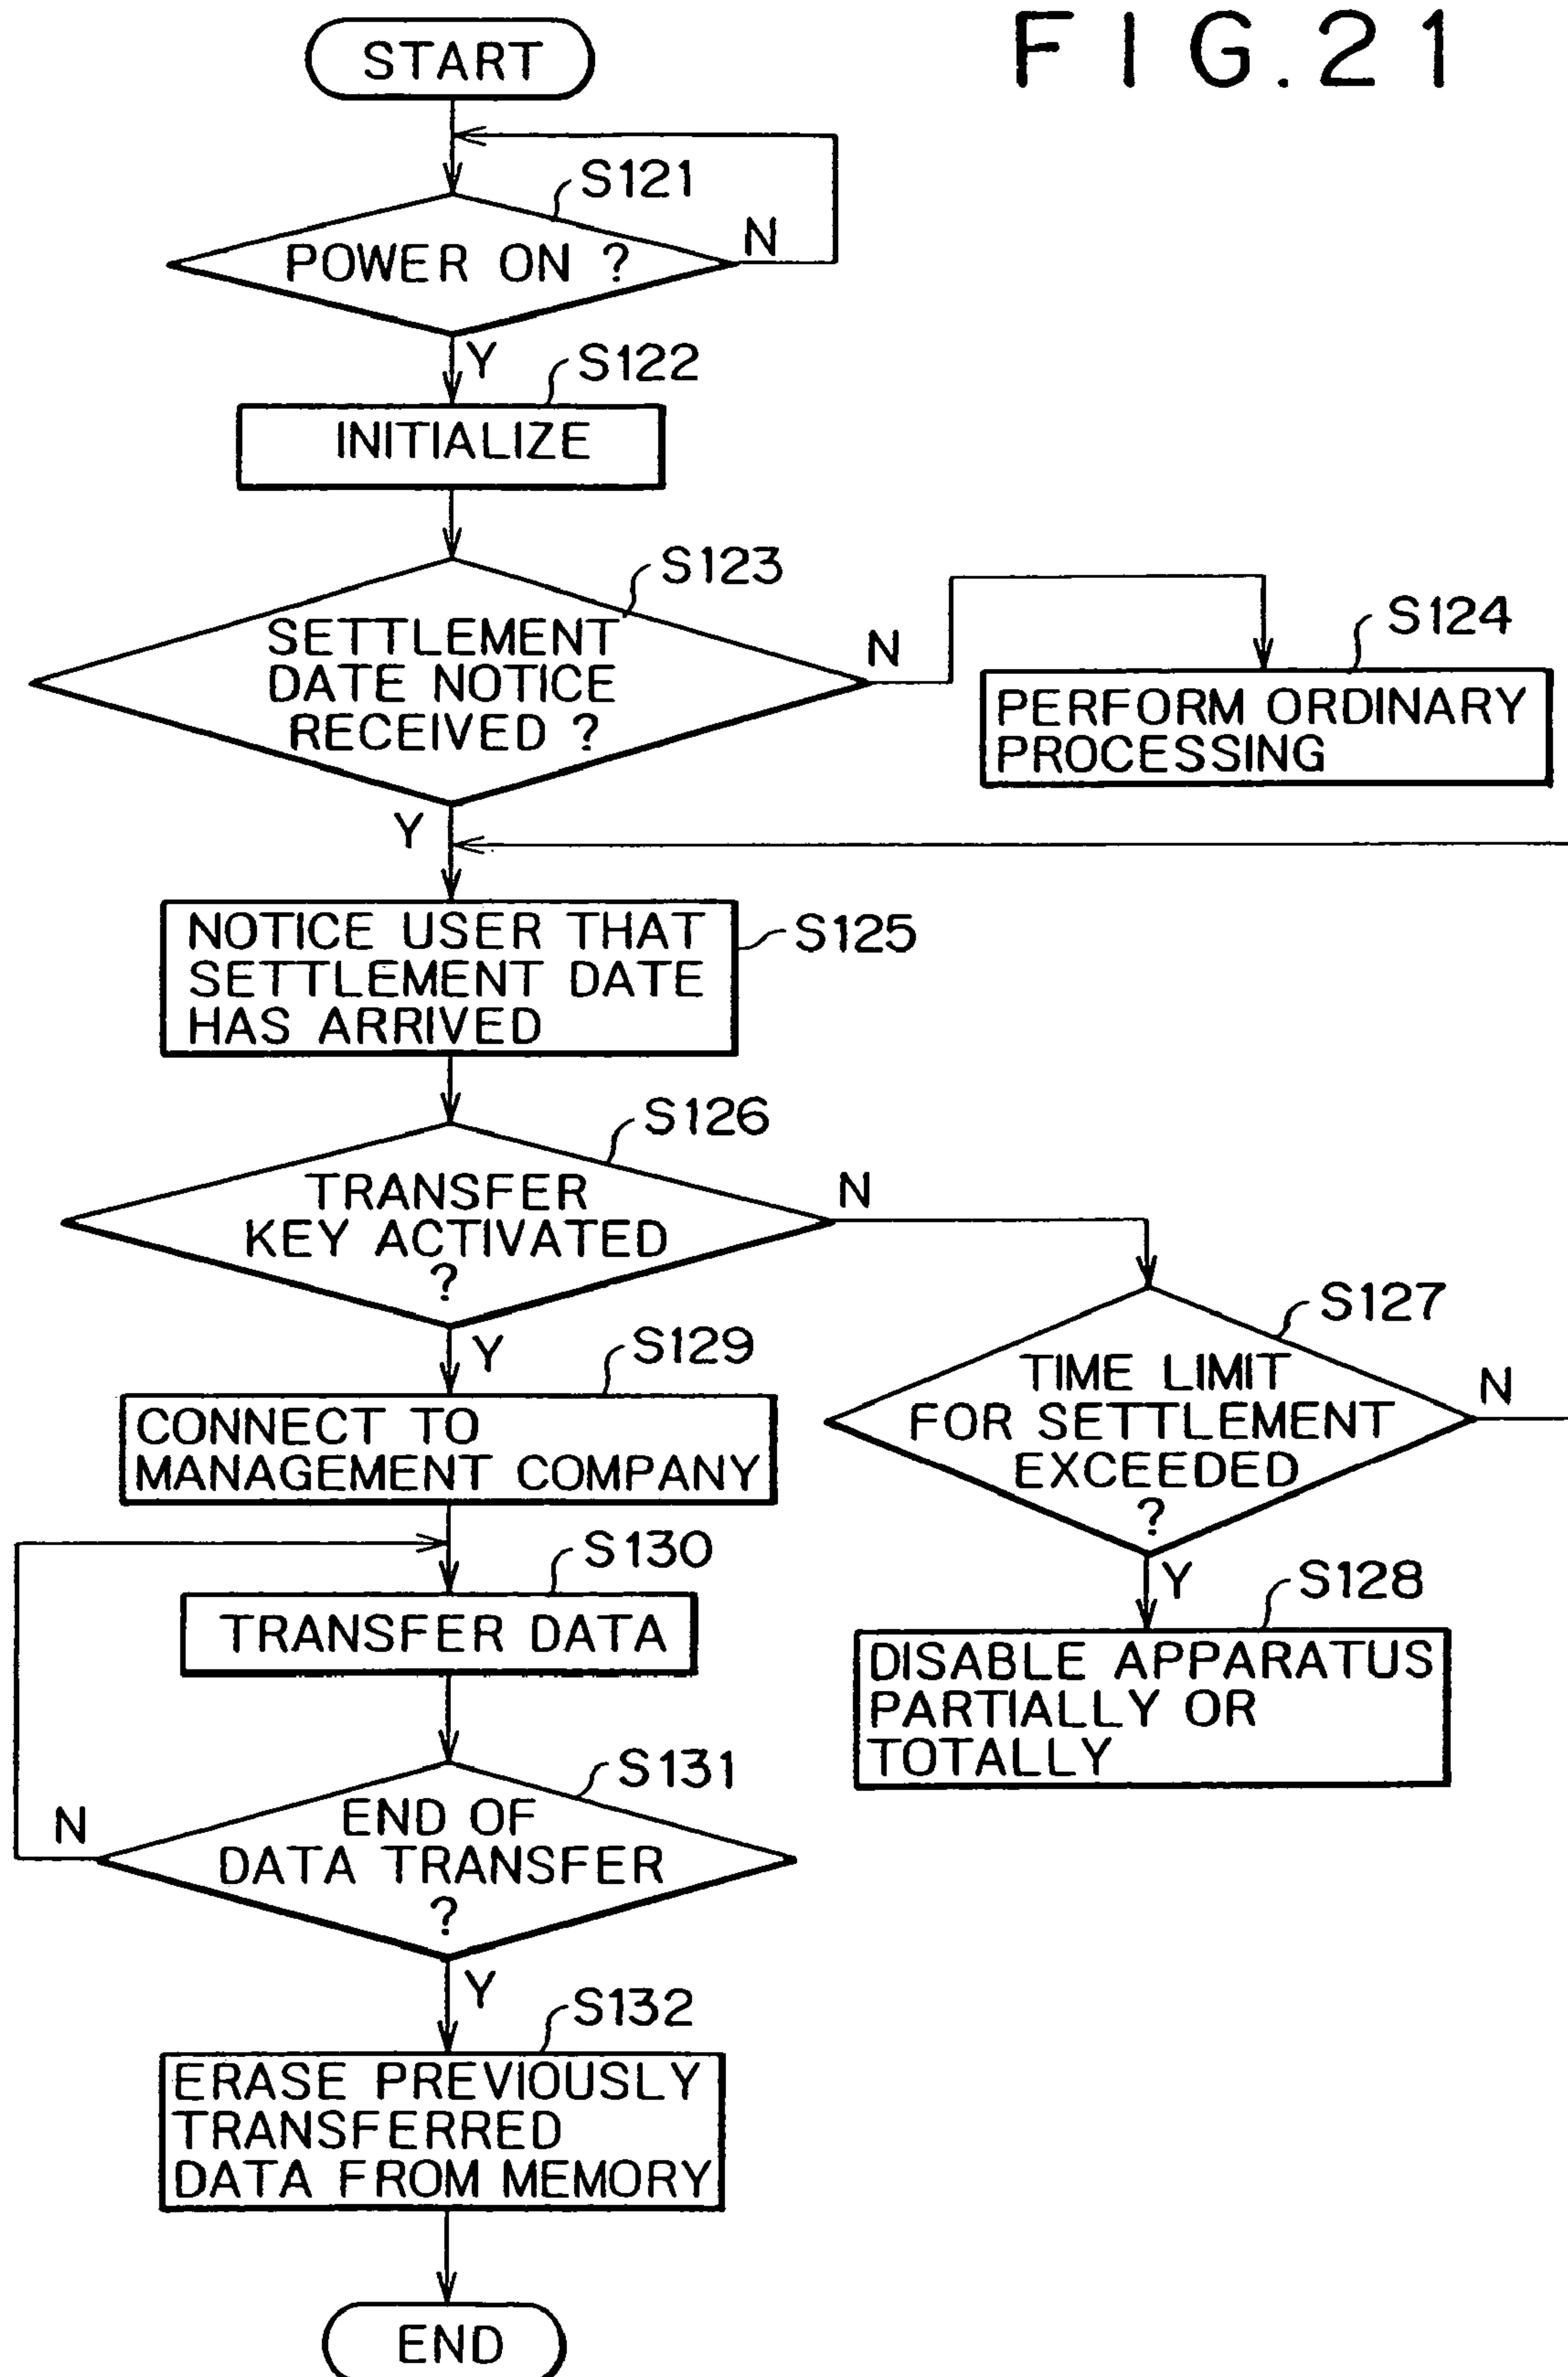 FIG.21
START
S121
POWER ON ?
N
Y
S122
INITIALIZE
S123
SETTLEMENT
DATE NOTICE
RECEIVED ?
N
S124
PERFORM ORDINARY
PROCESSING
Y
NOTICE USER THAT
SETTLEMENT DATE
HAS ARRIVED
S125
S126
TRANSFER
KEY ACTIVATED
?
N
S127
TIME LIMIT
FOR SETTLEMENT
EXCEEDED
?
N
Y
S128
DISABLE APPARATUS
PARTIALLY OR
TOTALLY
Y
S129
CONNECT TO
MANAGEMENT COMPANY
S130
TRANSFER DATA
S131
END OF
DATA TRANSFER
?
N
Y
S132
ERASE PREVIOUSLY
TRANSFERRED
DATA FROM MEMORY
END